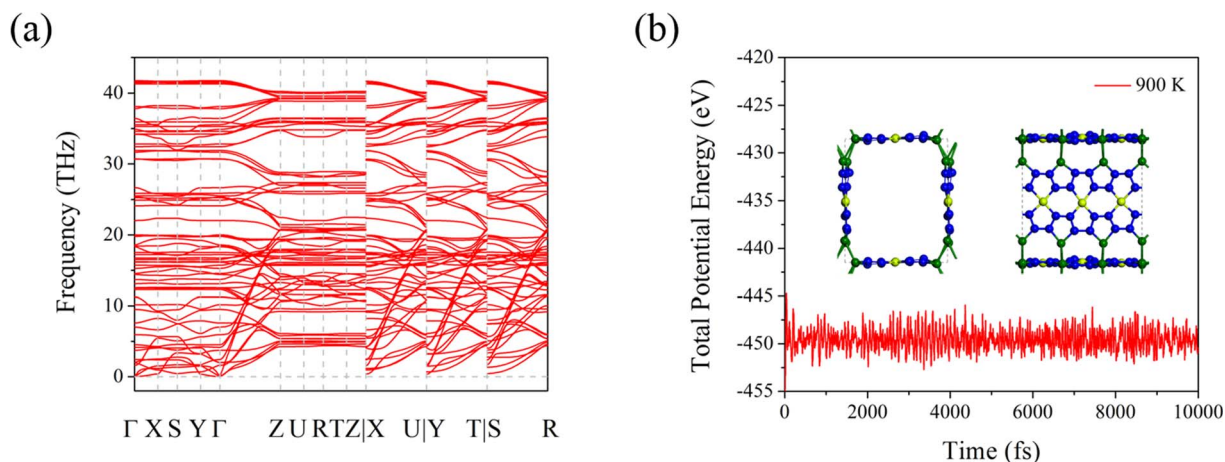 (a)
Frequency (THz)
40
30
20
10
0
Γ X S Y Γ Z U R T Z|X U|Y T|S R
(b)
Total Potential Energy (eV)
-420
-425
-430
-435
-440
-445
-450
-455
900 K
0 2000 4000 6000 8000 10000
Time (fs)